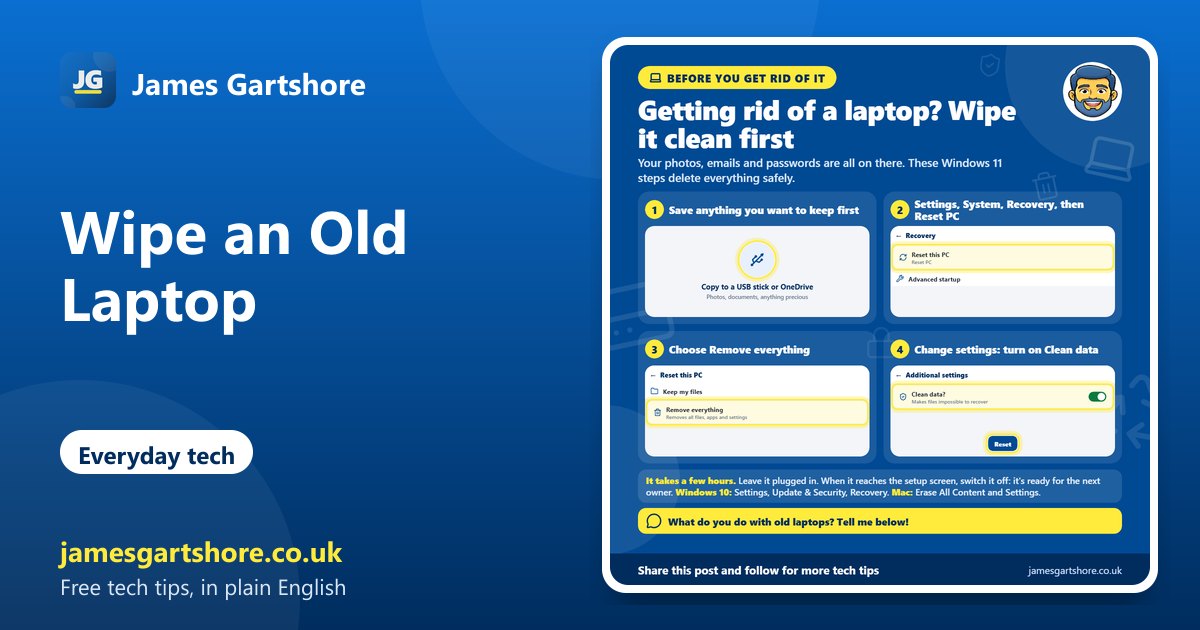 JG
James Gartshore
Wipe an Old
Laptop
Everyday tech
jamesgartshore.co.uk
Free tech tips, in plain English
BEFORE YOU GET RID OF IT
Getting rid of a laptop? Wipe
it clean first
Your photos, emails and passwords are all on there. These Windows 11
steps delete everything safely.
1 Save anything you want to keep first
Copy to a USB stick or OneDrive
Photos, documents, anything precious
2 Settings, System, Recovery, then
Reset PC
← Recovery
Reset this PC
Reset PC
Advanced startup
3 Choose Remove everything
← Reset this PC
Keep my files
Remove everything
Removes all files, apps and settings
4 Change settings: turn on Clean data
← Additional settings
Clean data?
Makes files impossible to recover
Reset
It takes a few hours. Leave it plugged in. When it reaches the setup screen, switch it off: it's ready for the next
owner. Windows 10: Settings, Update & Security, Recovery. Mac: Erase All Content and Settings.
What do you do with old laptops? Tell me below!
Share this post and follow for more tech tips
jamesgartshore.co.uk